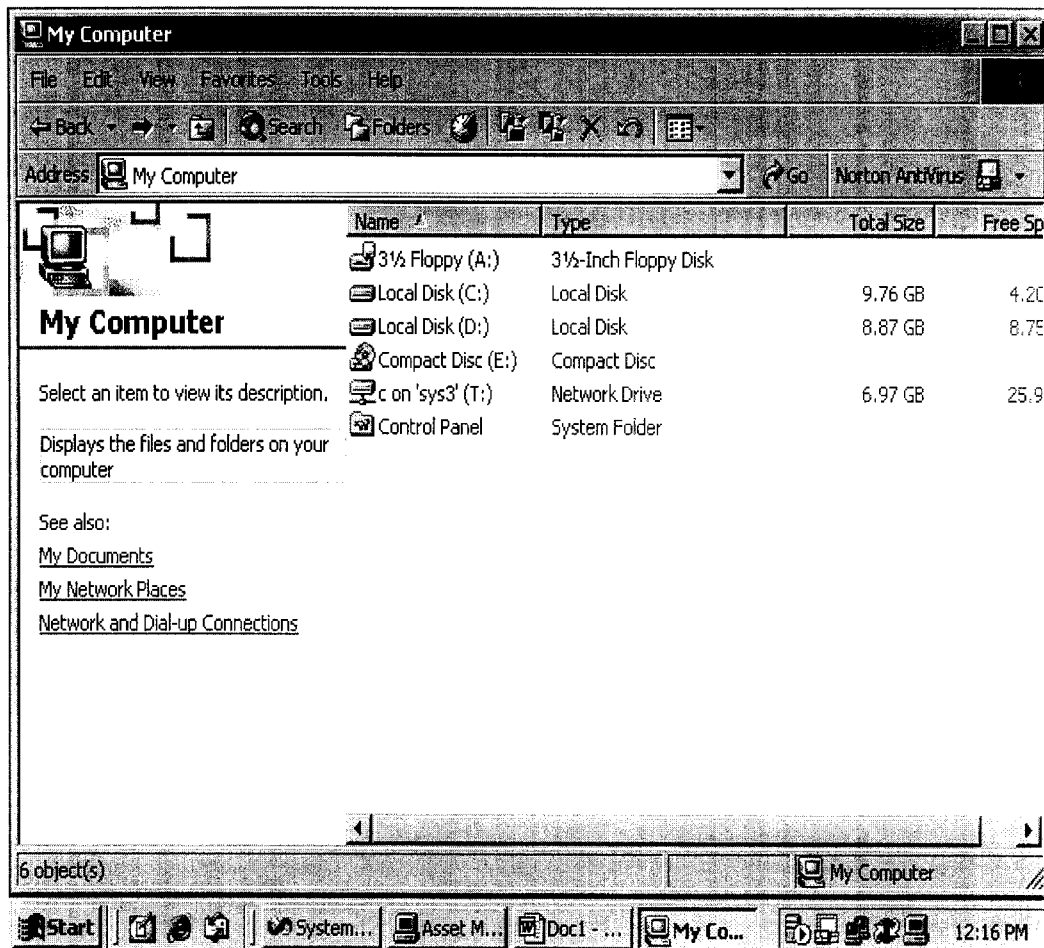 My Computer
File Edit View Favorites Tools Help
Back Search Folders
Address My Computer Go Norton AntiVirus
Name Type Total Size Free Sp
3½ Floppy (A:) 3½-Inch Floppy Disk
Local Disk (C:) Local Disk 9.76 GB 4.20
Local Disk (D:) Local Disk 8.87 GB 8.75
Compact Disc (E:) Compact Disc
c on 'sys3' (T:) Network Drive 6.97 GB 25.9
Control Panel System Folder
My Computer
Select an item to view its description.
Displays the files and folders on your
computer
See also:
My Documents
My Network Places
Network and Dial-up Connections
6 object(s) My Computer
Start System... Asset M... Doc1 - ... My Co... 12:16 PM